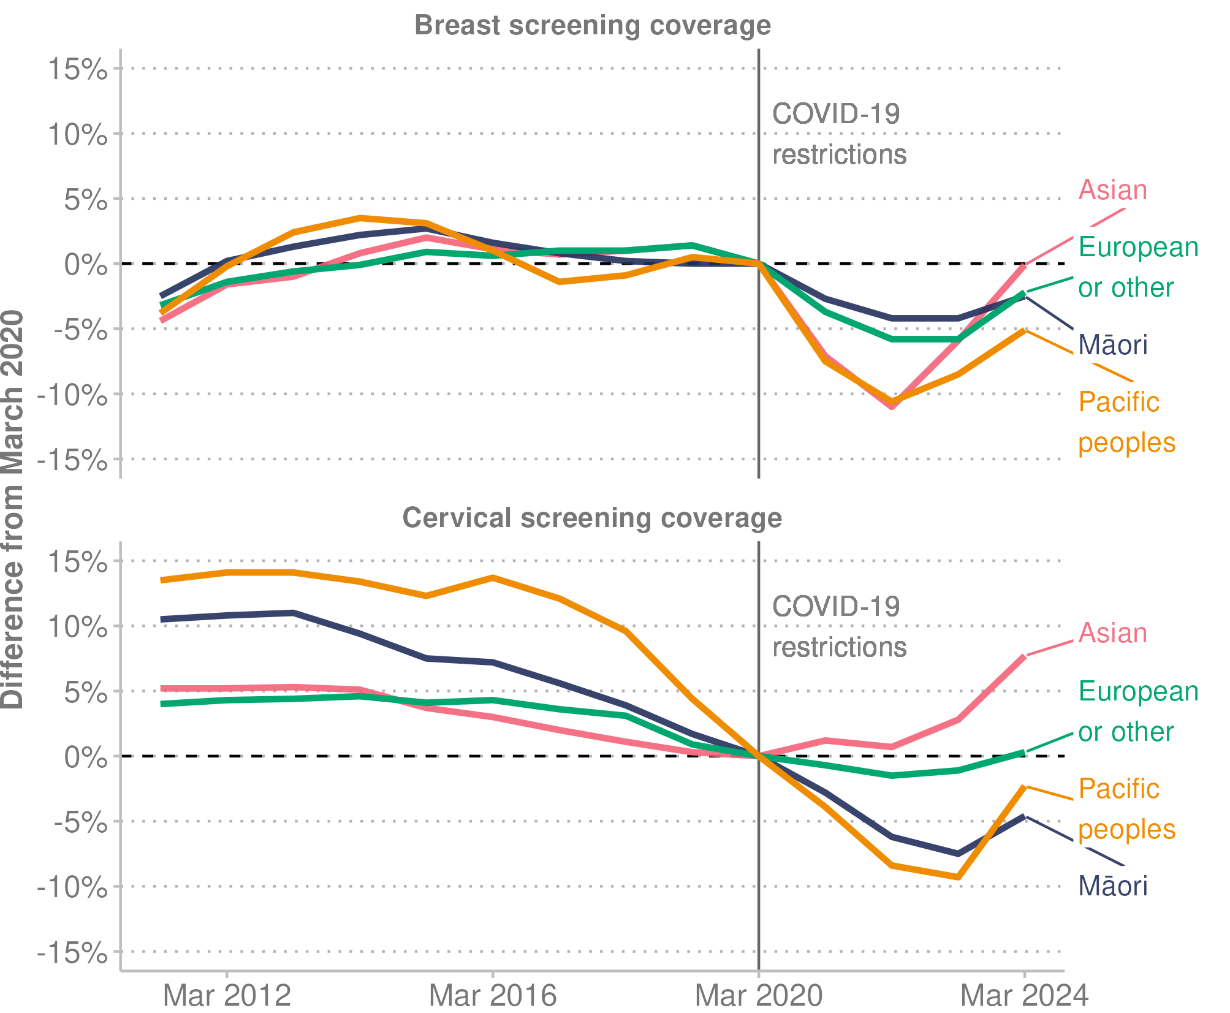 Difference from March 2020
Breast screening coverage
15%
10%
5%
0%
-5%
-10%
-15%
COVID-19
restrictions
Asian
European
or other
Māori
Pacific
peoples
Cervical screening coverage
15%
10%
5%
0%
-5%
-10%
-15%
COVID-19
restrictions
Asian
European
or other
Pacific
peoples
Māori
Mar 2012 Mar 2016 Mar 2020 Mar 2024